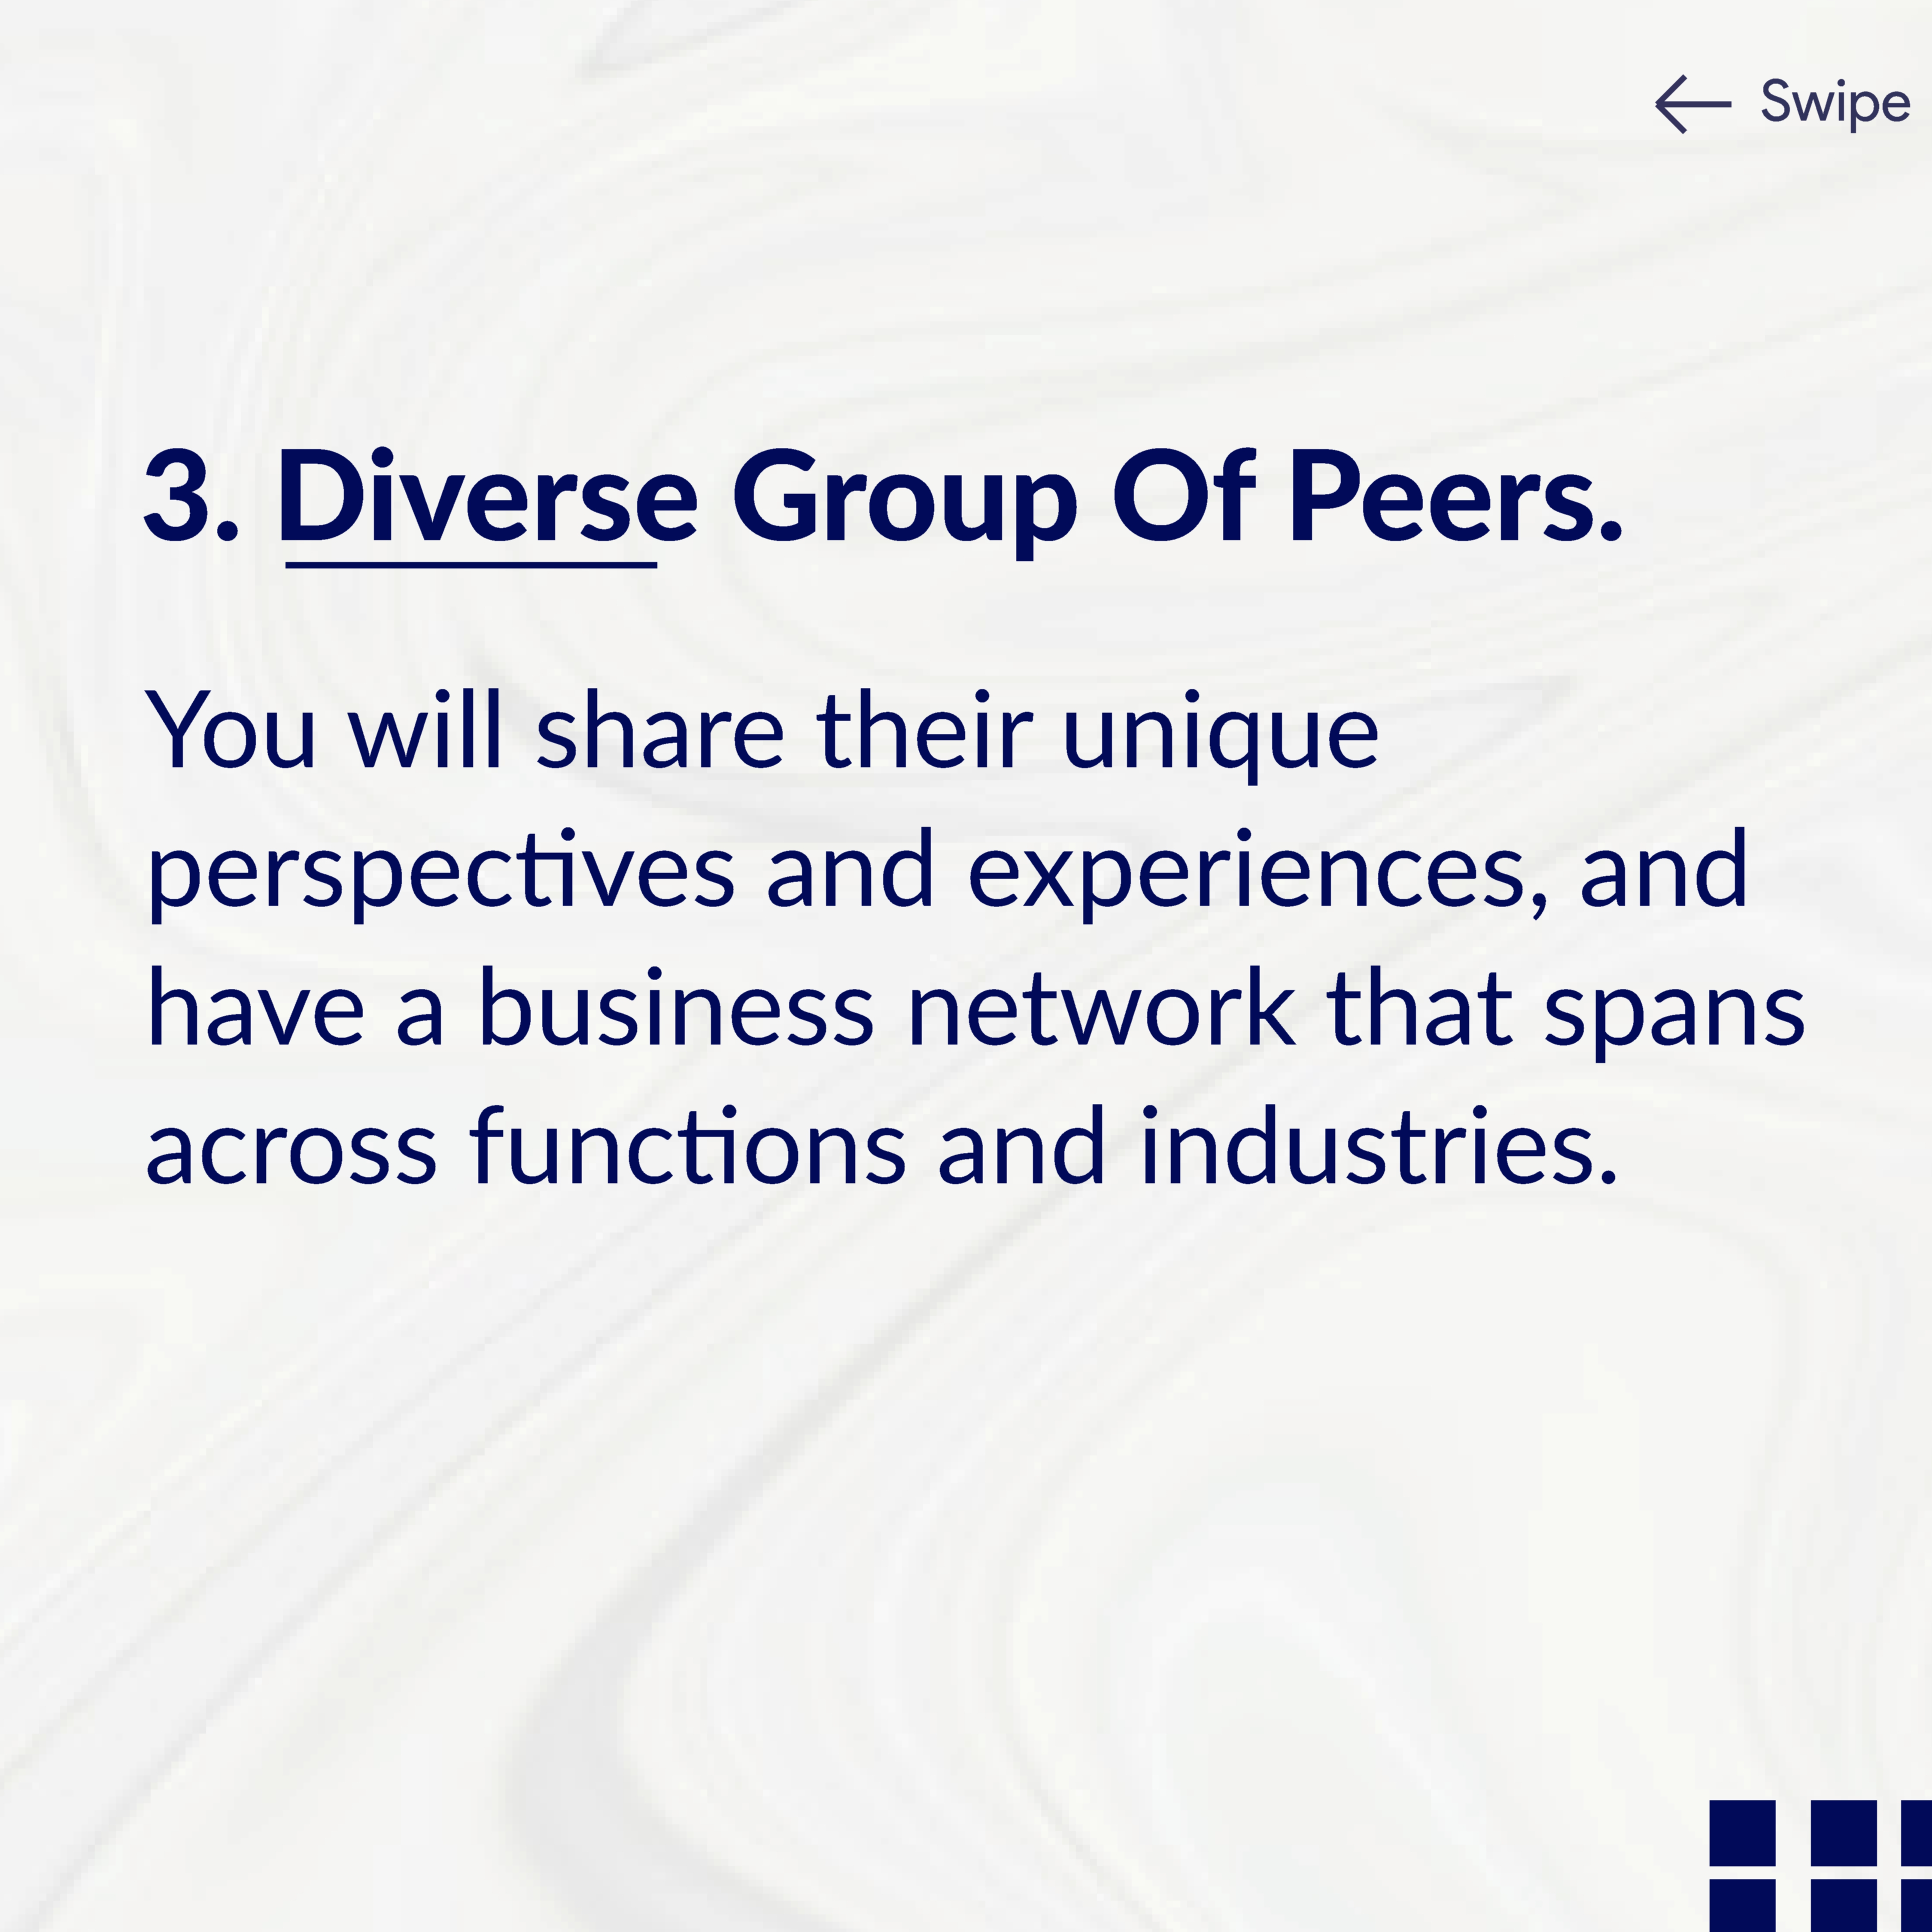 Swipe
3. Diverse Group Of Peers.
You will share their unique
perspectives and experiences, and
have a business network that spans
across functions and industries.